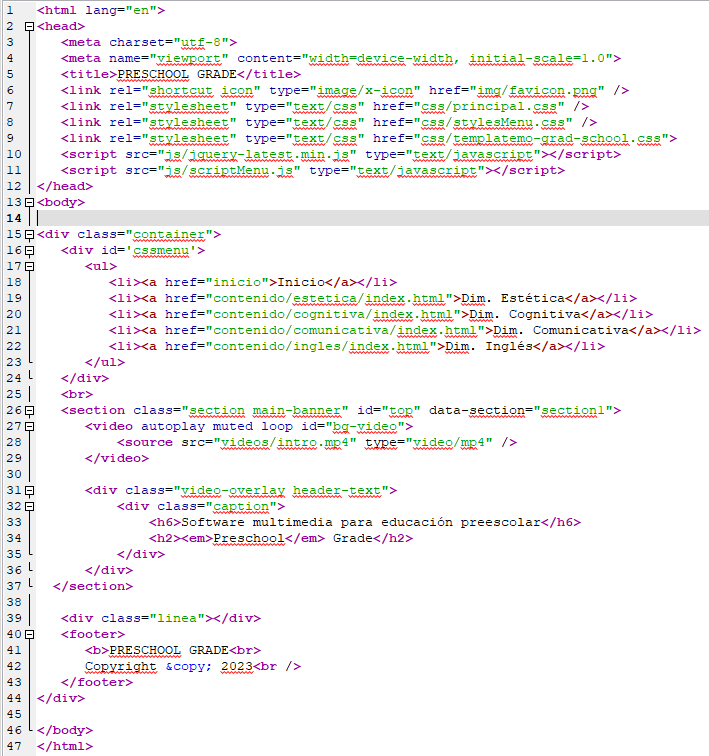 1 <html lang="en">
2 <head>
3 <meta charset="utf-8">
4 <meta name="viewport" content="width=device-width, initial-scale=1.0">
5 <title>PRESCHOOL GRADE</title>
6 <link rel="shortcut icon" type="image/x-icon" href="img/favicon.png" />
7 <link rel="stylesheet" type="text/css" href="css/principal.css" />
8 <link rel="stylesheet" type="text/css" href="css/stylesMenu.css" />
9 <link rel="stylesheet" type="text/css" href="css/templatemo-grad-school.css">
10 <script src="js/jquery-latest.min.js" type="text/javascript"></script>
11 <script src="js/scriptMenu.js" type="text/javascript"></script>
12 </head>
13 <body>
14
15 <div class="container">
16 <div id='cssmenu'>
17 <ul>
18 <li><a href="inicio">Inicio</a></li>
19 <li><a href="contenido/estetica/index.html">Dim. Estética</a></li>
20 <li><a href="contenido/cognitiva/index.html">Dim. Cognitiva</a></li>
21 <li><a href="contenido/comunicativa/index.html">Dim. Comunicativa</a></li>
22 <li><a href="contenido/ingles/index.html">Dim. Inglés</a></li>
23 </ul>
24 </div>
25 <br>
26 <section class="section main-banner" id="top" data-section="section1">
27 <video autoplay muted loop id="bg-video">
28 <source src="videos/intro.mp4" type="video/mp4" />
29 </video>
30
31 <div class="video-overlay header-text">
32 <div class="caption">
33 <h6>Software multimedia para educación preescolar</h6>
34 <h2><em>Preschool</em> Grade</h2>
35 </div>
36 </div>
37 </section>
38
39 <div class="linea"></div>
40 <footer>
41 <b>PRESCHOOL GRADE<br>
42 Copyright &copy; 2023<br />
43 </footer>
44 </div>
45
46 </body>
47 </html>